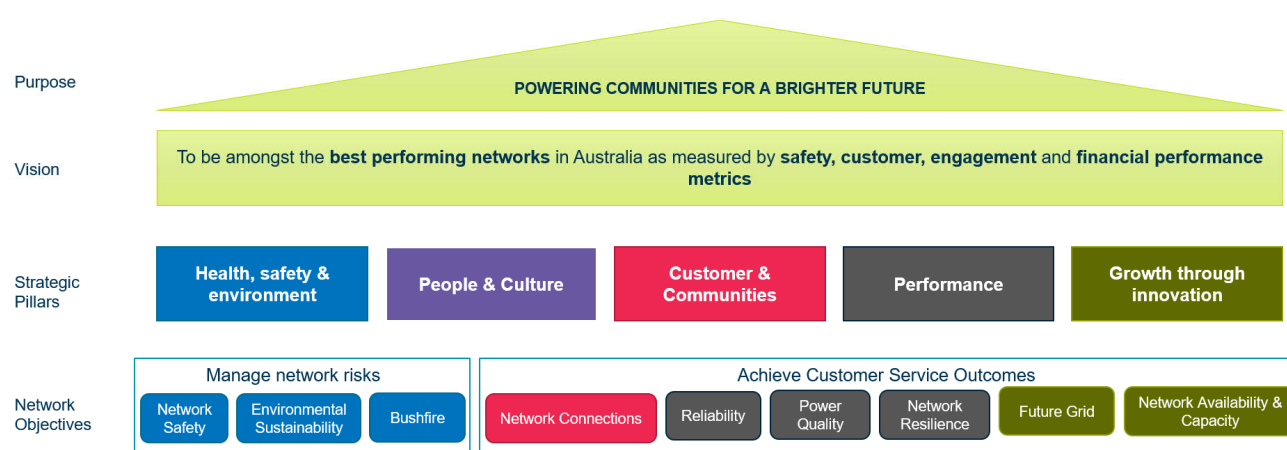 Purpose
POWERING COMMUNITIES FOR A BRIGHTER FUTURE
Vision
To be amongst the best performing networks in Australia as measured by safety, customer, engagement and financial performance
metrics
Strategic
Pillars
Health, safety &
environment
People & Culture
Customer &
Communities
Performance
Growth through
innovation
Network
Objectives
Manage network risks
Network
Safety
Environmental
Sustainability
Bushfire
Achieve Customer Service Outcomes
Network Connections
Reliability
Power
Quality
Network
Resilience
Future Grid
Network Availability &
Capacity